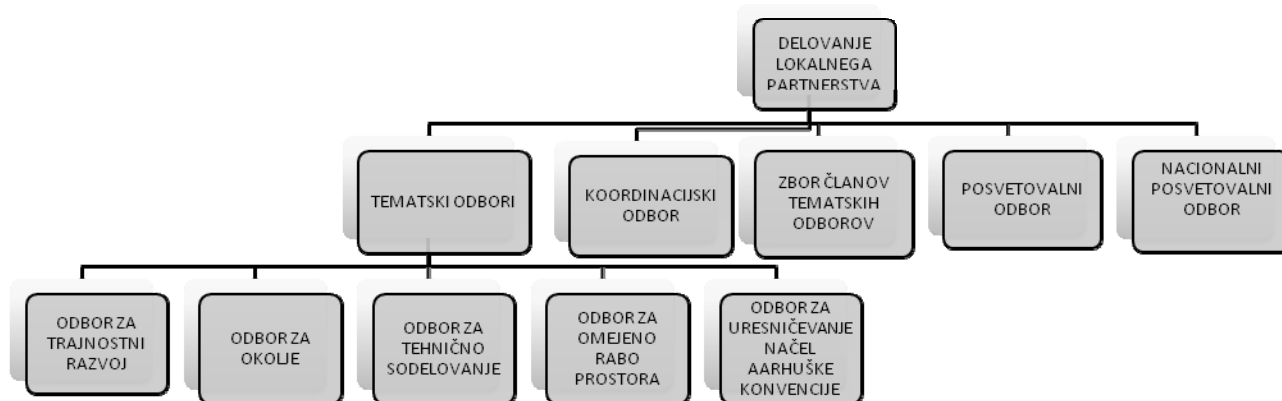 DELOVANJE
LOKALNEGA
PARTNERSTVA
TEMATSKI ODBORI
KOORDINACIJSKI
ODBOR
ZBOR ČLANOV
TEMATSKIH
ODBOROV
POSVETOVALNI
ODBOR
NACIONALNI
POSVETOVALNI
ODBOR
ODBOR ZA
TRAJNOSTNI
RAZVOJ
ODBOR ZA
OKOLJE
ODBOR ZA
TEHNIČNO
SODELOVANJE
ODBOR ZA
OMEJENO
RABO
PROSTORA
ODBOR ZA
URESNIČEVANJE
NAČEL
AARHUŠKE
KONVENCIJE